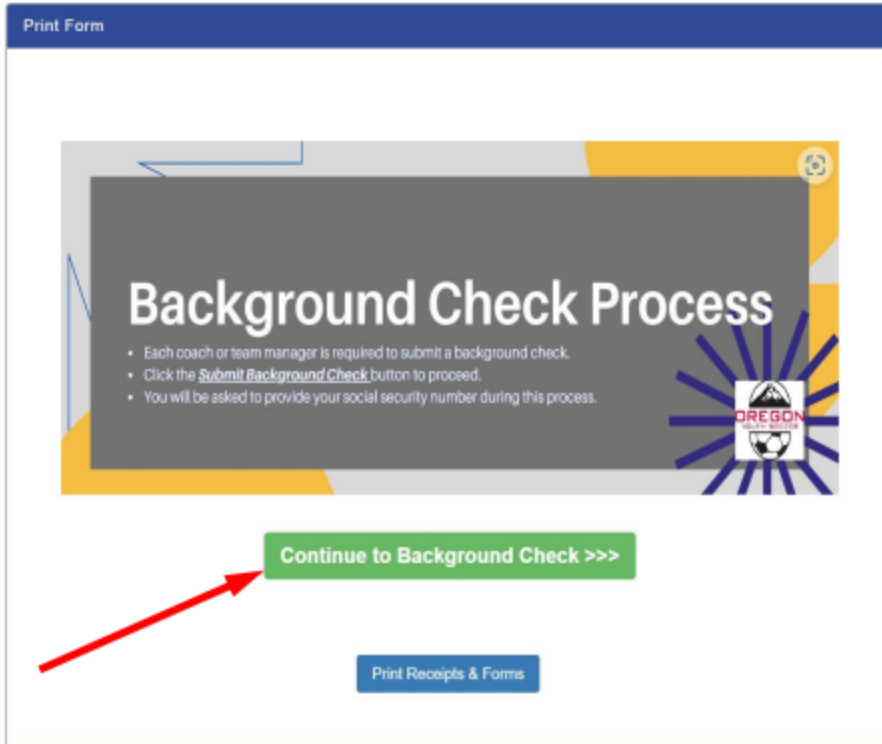 Print Form
Background Check Process
• Each coach or team manager is required to submit a background check.
• Click the Submit Background Check button to proceed.
• You will be asked to provide your social security number during this process.
OREGON
YOUTH SOCCER
Continue to Background Check >>>
Print Receipts & Forms